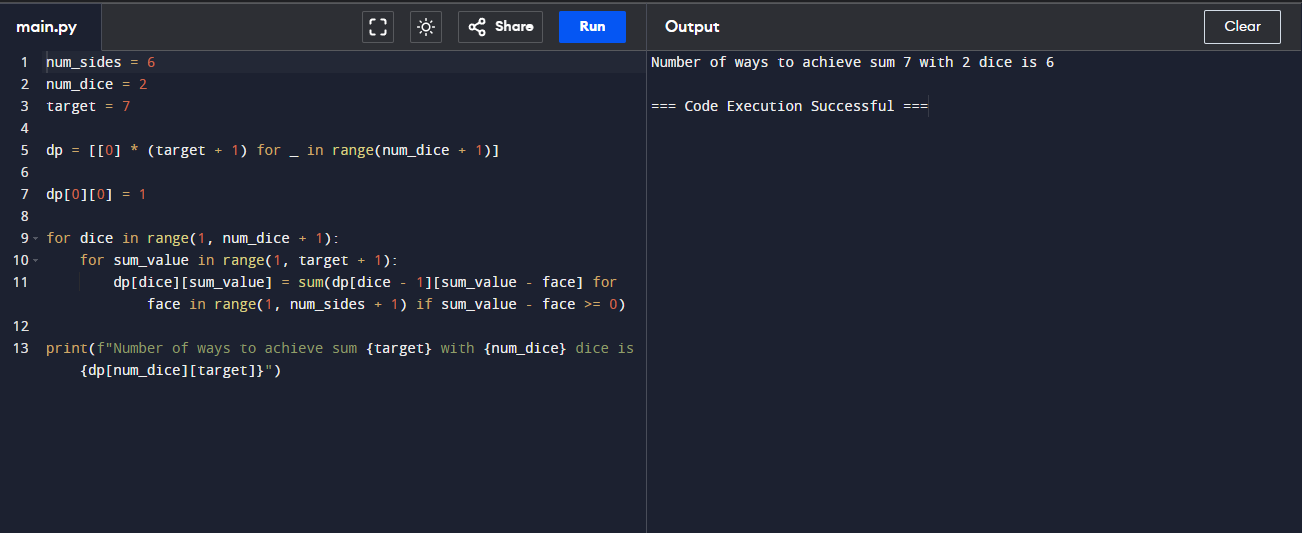 main.py
Share
Run
Output
Clear
1 num_sides = 6
2 num_dice = 2
3 target = 7
4
5 dp = [[0] * (target + 1) for _ in range(num_dice + 1)]
6
7 dp[0][0] = 1
8
9 for dice in range(1, num_dice + 1):
10 for sum_value in range(1, target + 1):
11 dp[dice][sum_value] = sum(dp[dice - 1][sum_value - face] for
face in range(1, num_sides + 1) if sum_value - face >= 0)
12
13 print(f"Number of ways to achieve sum {target} with {num_dice} dice is
{dp[num_dice][target]}")
Number of ways to achieve sum 7 with 2 dice is 6
=== Code Execution Successful ===